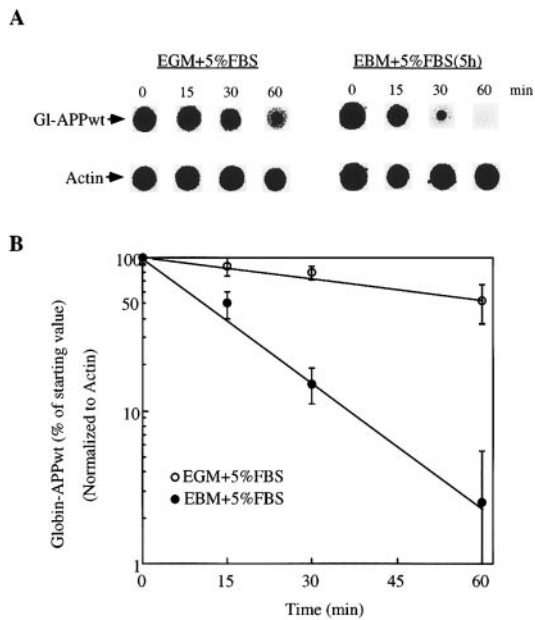 A
EGM+5%FBS EBM+5%FBS(5h)
0 15 30 60 0 15 30 60 min
Gl-APPwt
Actin
B
Globin-APPwt (% of starting value)
(Normalized to Actin)
100
50
10
1
EGM+5%FBS
EBM+5%FBS
0 15 30 45 60
Time (min)